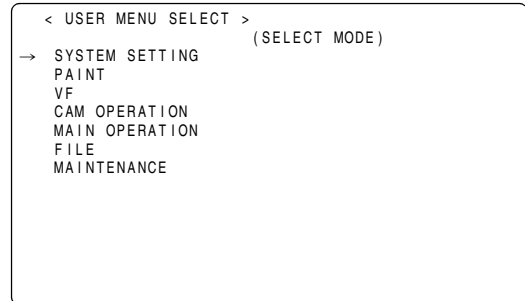 < USER MENU SELECT >
(SELECT MODE)
→ SYSTEM SETTING
PAINT
VF
CAM OPERATION
MAIN OPERATION
FILE
MAINTENANCE